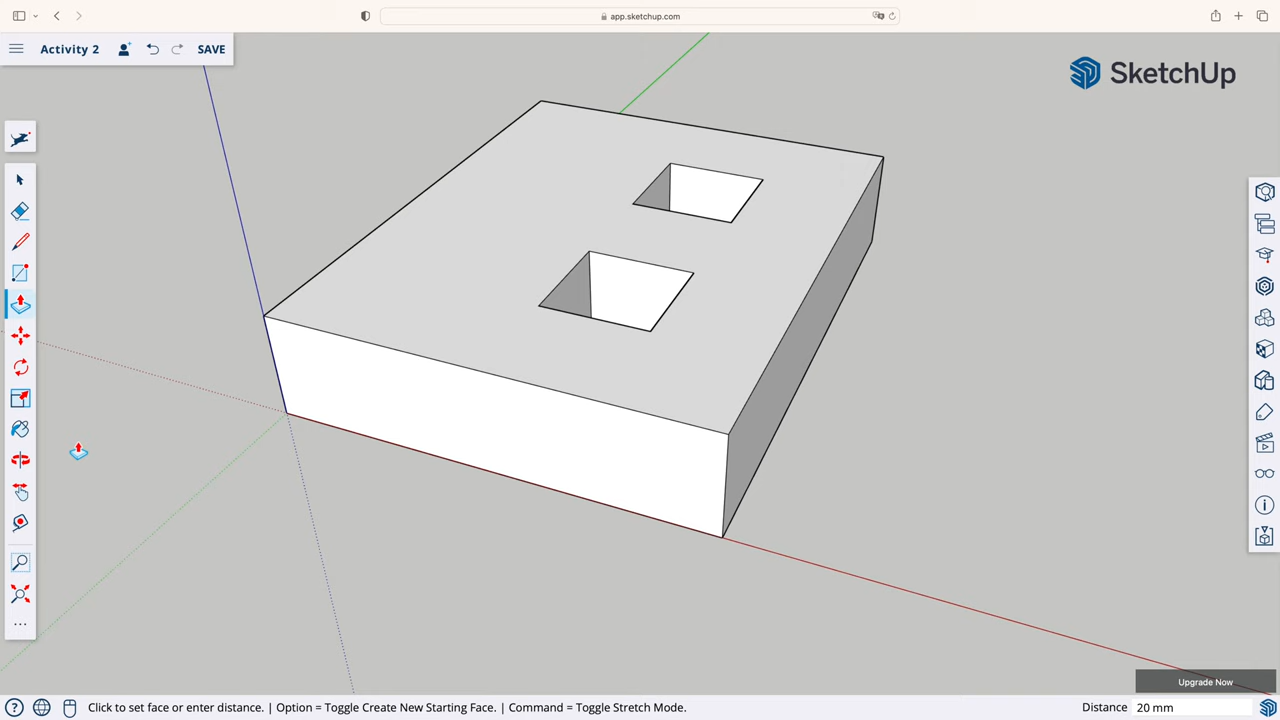 app.sketchup.com
Activity 2
SAVE
SketchUp
Upgrade Now
Click to set face or enter distance. | Option = Toggle Create New Starting Face. | Command = Toggle Stretch Mode.
Distance 20 mm